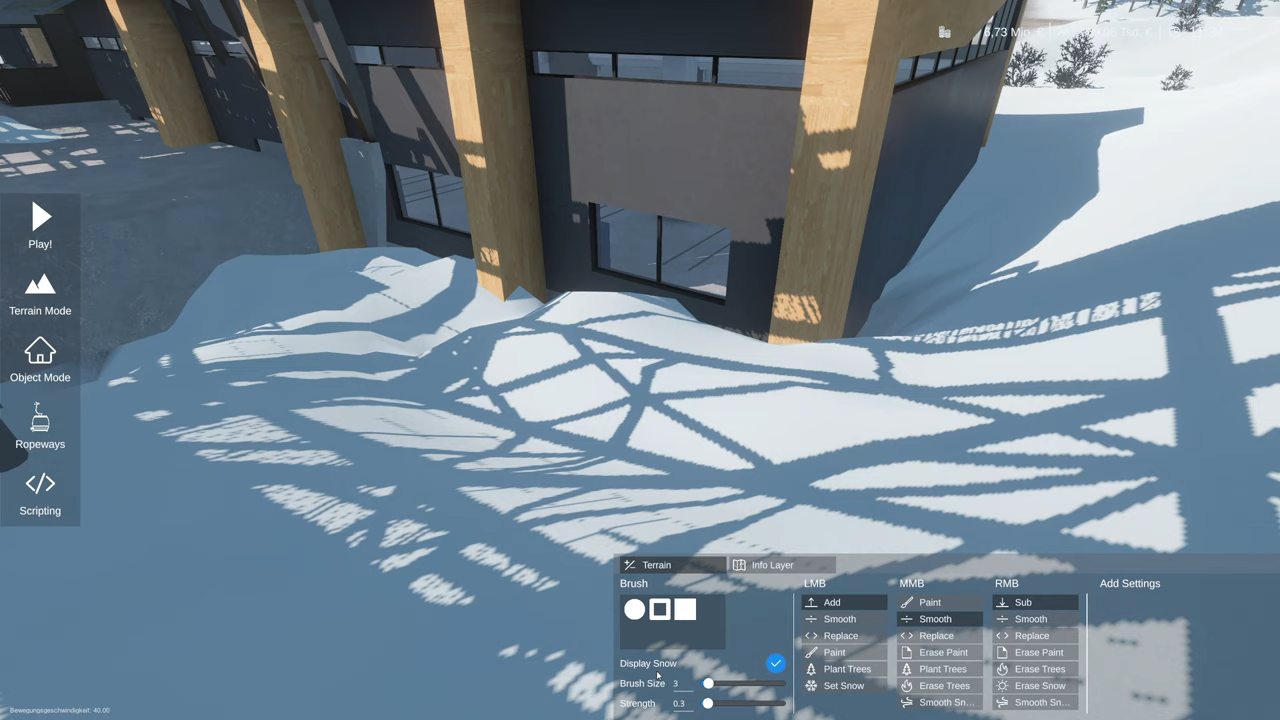 Play!
Terrain Mode
Object Mode
Ropeways
Scripting
Terrain
Info Layer
Brush
Display Snow
Brush Size 3
Strength 0.3
LMB
Add
Smooth
Replace
Paint
Plant Trees
Set Snow
MMB
Paint
Smooth
Replace
Erase Paint
Plant Trees
Erase Trees
Smooth Sn...
RMB
Sub
Smooth
Replace
Erase Paint
Erase Trees
Erase Snow
Smooth Sn...
Add Settings
Bewegungsgeschwindigkeit: 40.00